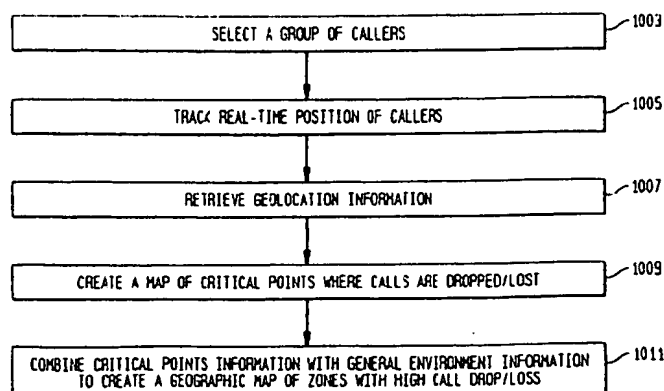 SELECT A GROUP OF CALLERS
1003
TRACK REAL-TIME POSITION OF CALLERS
1005
RETRIEVE GEOLOCATION INFORMATION
1007
CREATE A MAP OF CRITICAL POINTS WHERE CALLS ARE DROPPED/LOST
1009
COMBINE CRITICAL POINTS INFORMATION WITH GENERAL ENVIRONMENT INFORMATION
TO CREATE A GEOGRAPHIC MAP OF ZONES WITH HIGH CALL DROP/LOSS
1011